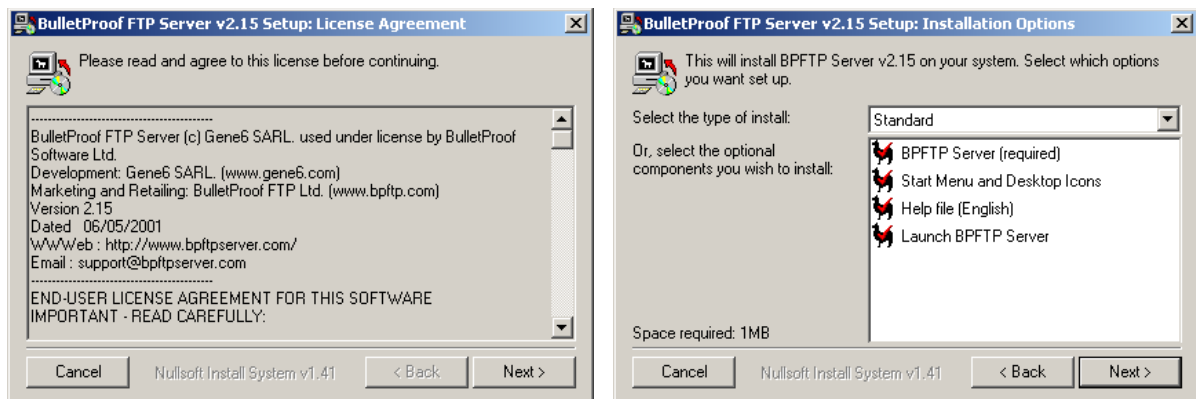 BulletProof FTP Server v2.15 Setup: License Agreement
Please read and agree to this license before continuing.
--------------------------------------------
BulletProof FTP Server (c) Gene6 SARL. used under license by BulletProof
Software Ltd.
Development: Gene6 SARL. (www.gene6.com)
Marketing and Retailing: BulletProof FTP Ltd. (www.bpftp.com)
Version 2.15
Dated 06/05/2001
WWWeb : http://www.bpftpserver.com/
Email : support@bpftpserver.com
--------------------------------------------
END-USER LICENSE AGREEMENT FOR THIS SOFTWARE
IMPORTANT - READ CAREFULLY:
Cancel
Nullsoft Install System v1.41
< Back
Next >
BulletProof FTP Server v2.15 Setup: Installation Options
This will install BPFTP Server v2.15 on your system. Select which options
you want set up.
Select the type of install:
Standard
Or, select the optional
components you wish to install:
BPFTP Server (required)
Start Menu and Desktop Icons
Help file (English)
Launch BPFTP Server
Space required: 1MB
Cancel
Nullsoft Install System v1.41
< Back
Next >